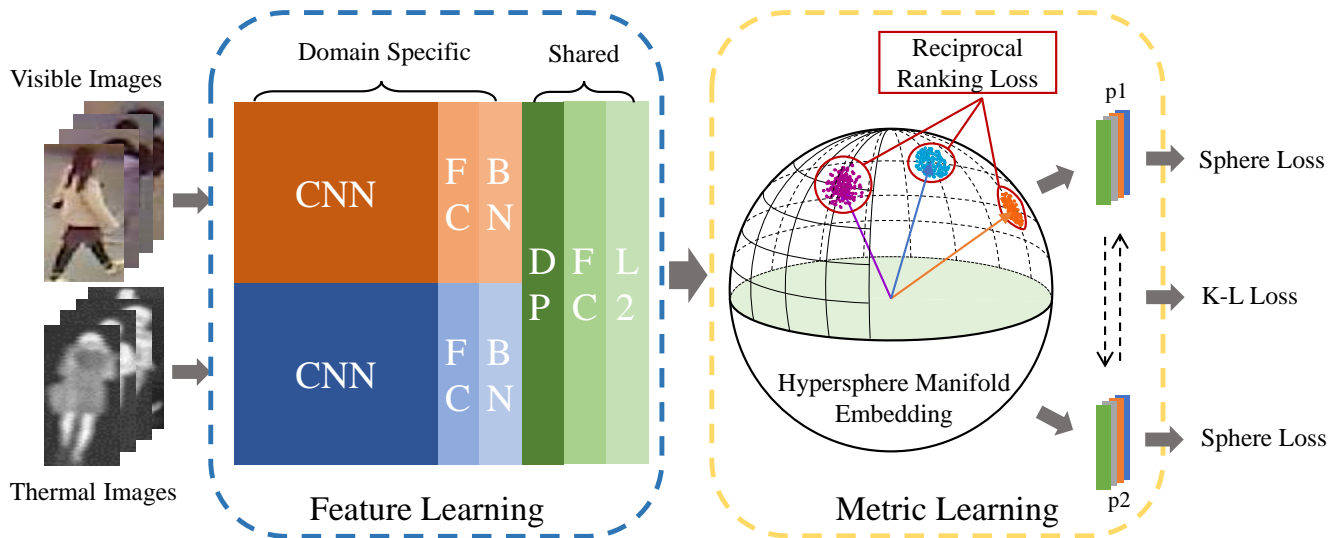 Visible Images
Thermal Images
Domain Specific
Shared
CNN
F
C
B
N
CNN
F
C
B
N
D
P
F
C
L
2
Feature Learning
Reciprocal
Ranking Loss
Hypersphere Manifold
Embedding
Metric Learning
p1
Sphere Loss
K-L Loss
Sphere Loss
p2